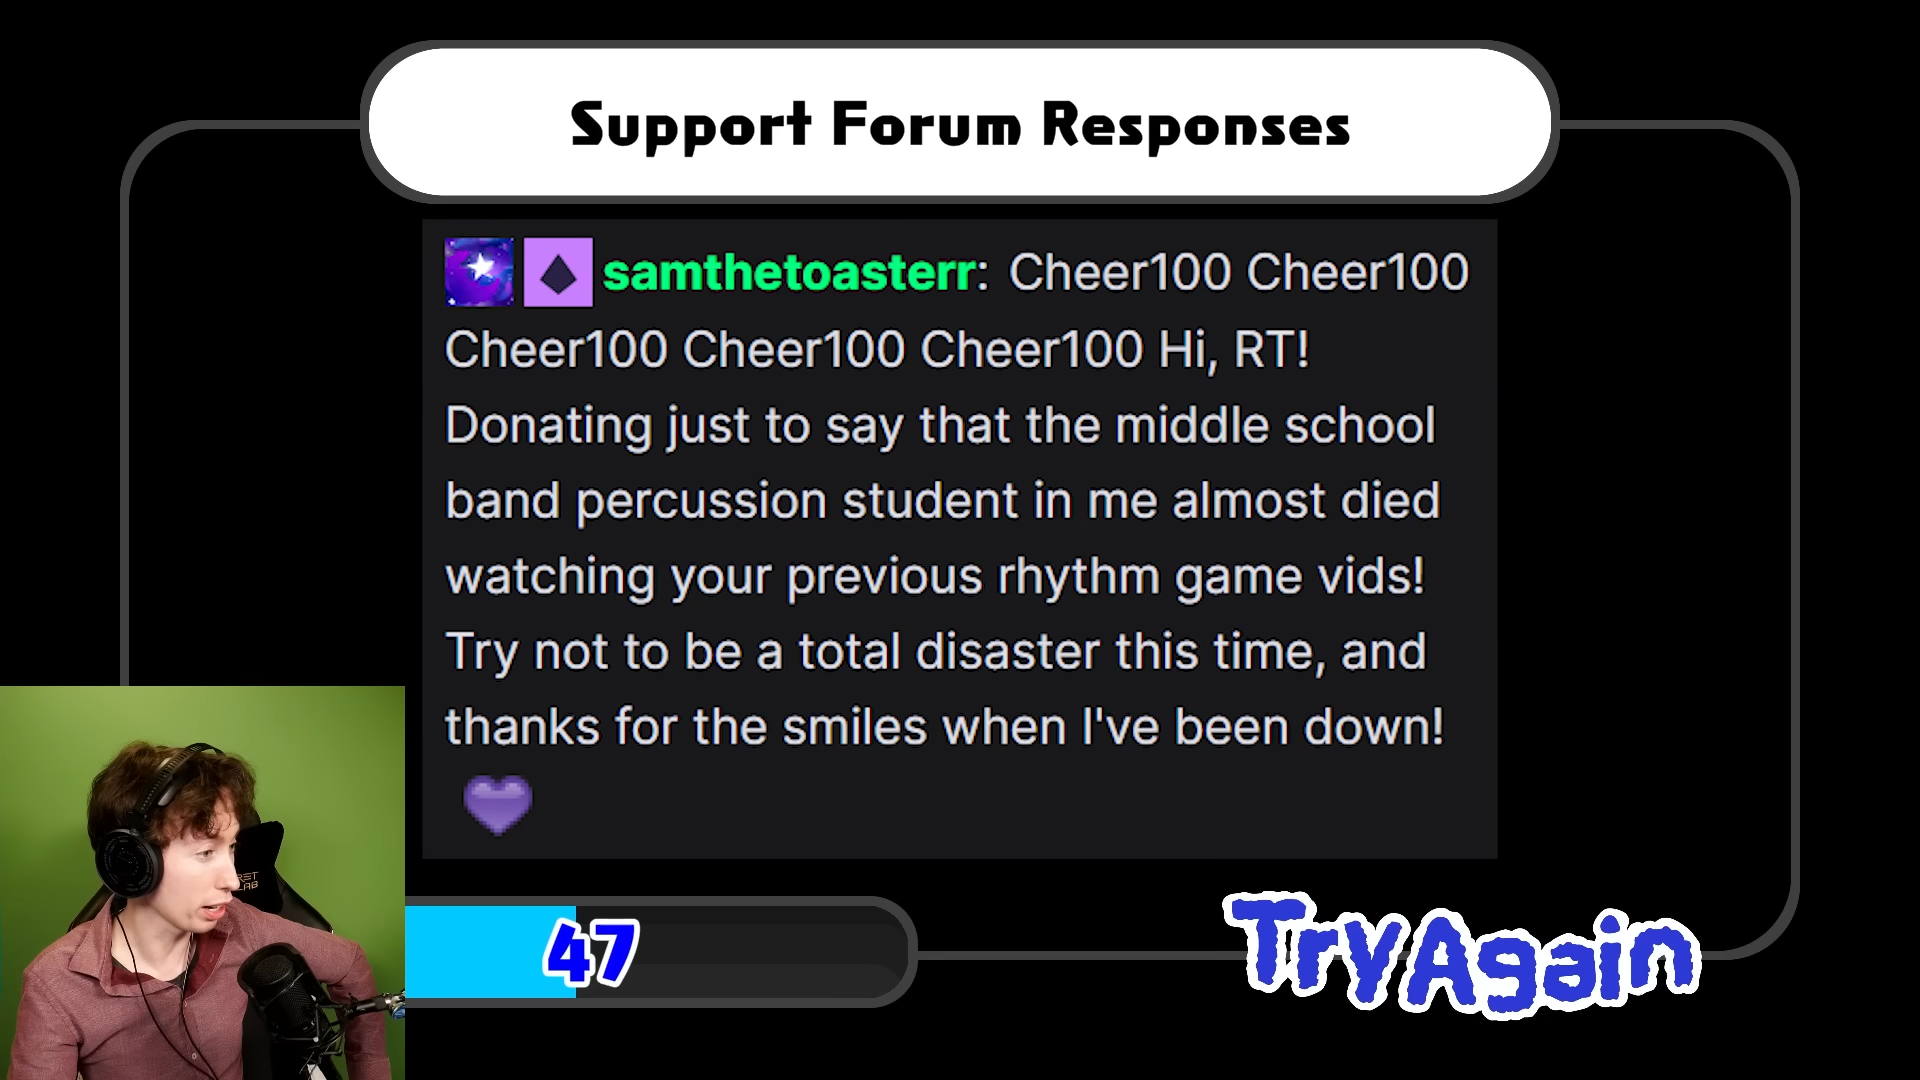 Support Forum Responses
samthetoasterr: Cheer100 Cheer100
Cheer100 Cheer100 Cheer100 Hi, RT!
Donating just to say that the middle school
band percussion student in me almost died
watching your previous rhythm game vids!
Try not to be a total disaster this time, and
thanks for the smiles when I've been down!
47
TryAgain